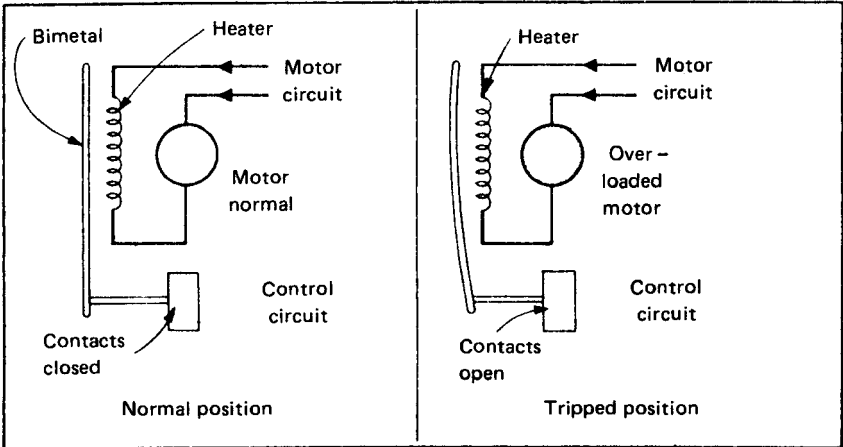 Bimetal
Heater
Motor
circuit
Motor
normal
Control
circuit
Contacts
closed
Normal position
Heater
Motor
circuit
Over –
loaded
motor
Control
circuit
Contacts
open
Tripped position